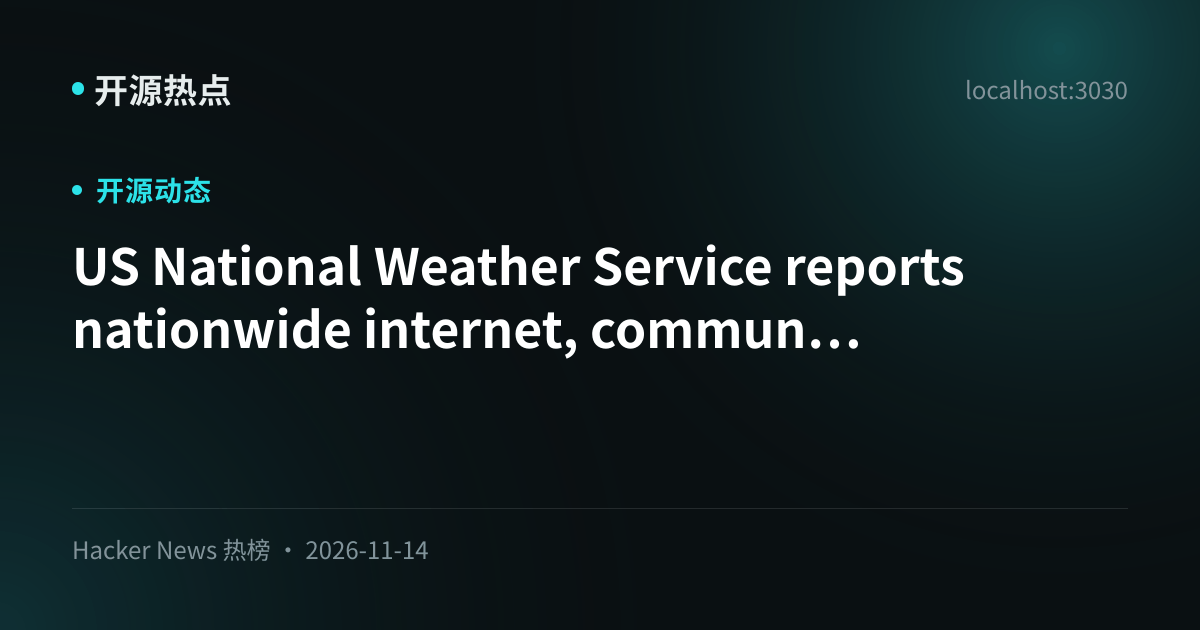 开源热点
localhost:3030
开源动态
US National Weather Service reports
nationwide internet, commun…
Hacker News 热榜 · 2026-11-14